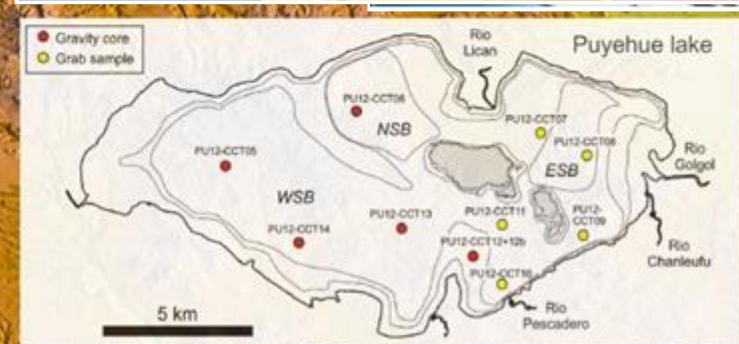 Gravity core
Grab sample
Rio
Lican
Puyehue lake
PU12-CCT06
NSB
PU12-CCT07
PU12-CCT08
Rio
Golgol
PU12-CCT05
ESB
WSB
PU12-CCT13
PU12-CCT11
PU12-
CCT09
PU12-CCT14
PU12-CCT12+12b
Rio
Chanleufu
PU12-CCT10
5 km
Rio
Pescadero